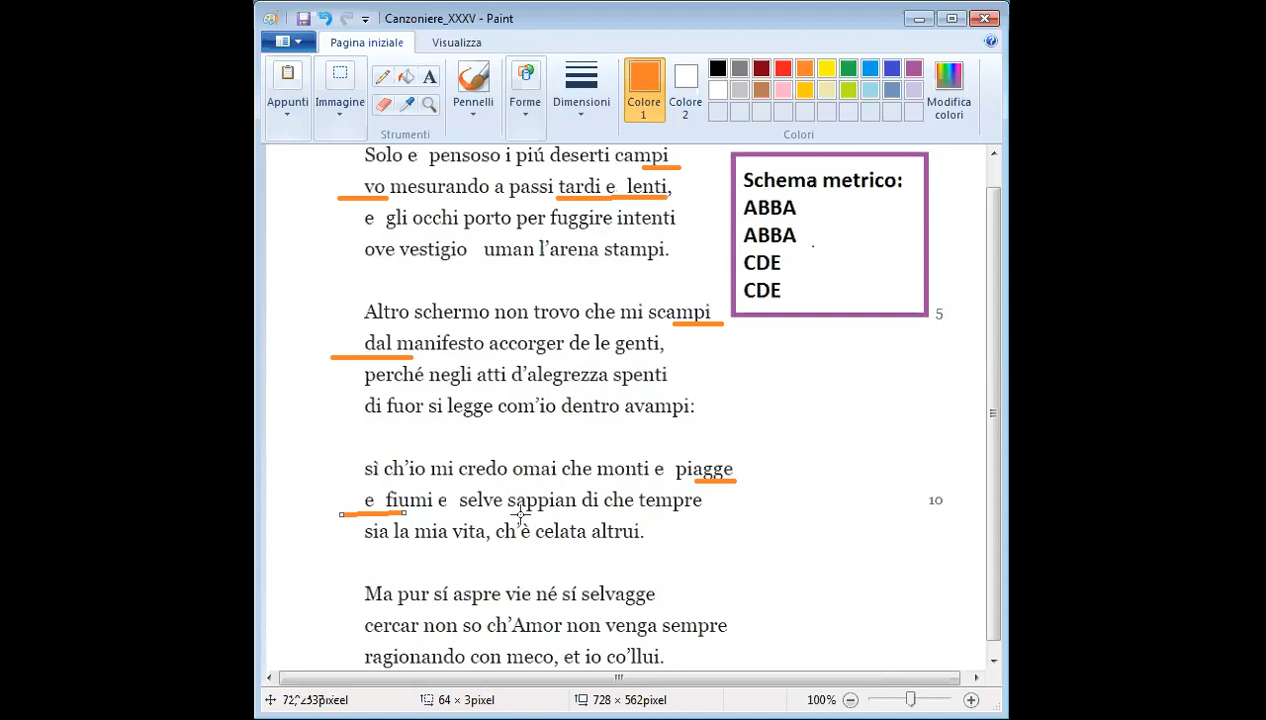 Canzoniere_XXXV - Paint
Pagina iniziale
Visualizza
Appunti
Immagine
Strumenti
Pennelli
Forme
Dimensioni
Colore 1
Colore 2
Modifica colori
Colori
Solo e pensoso i piú deserti campi
vo mesurando a passi tardi e lenti,
e gli occhi porto per fuggire intenti
ove vestigio uman l'arena stampi.
Schema metrico:
ABBA
ABBA
CDE
CDE
Altro schermo non trovo che mi scampi
5
dal manifesto accorger de le genti,
perché negli atti d'alegrezza spenti
di fuor si legge com'io dentro avampi:
sì ch'io mi credo omai che monti e piagge
e fiumi e selve sappian di che tempre
10
sia la mia vita, ch'è celata altrui.
Ma pur sí aspre vie né sí selvagge
cercar non so ch'Amor non venga sempre
ragionando con meco, et io co'llui.
64 × 3pixel
728 × 562pixel
100%